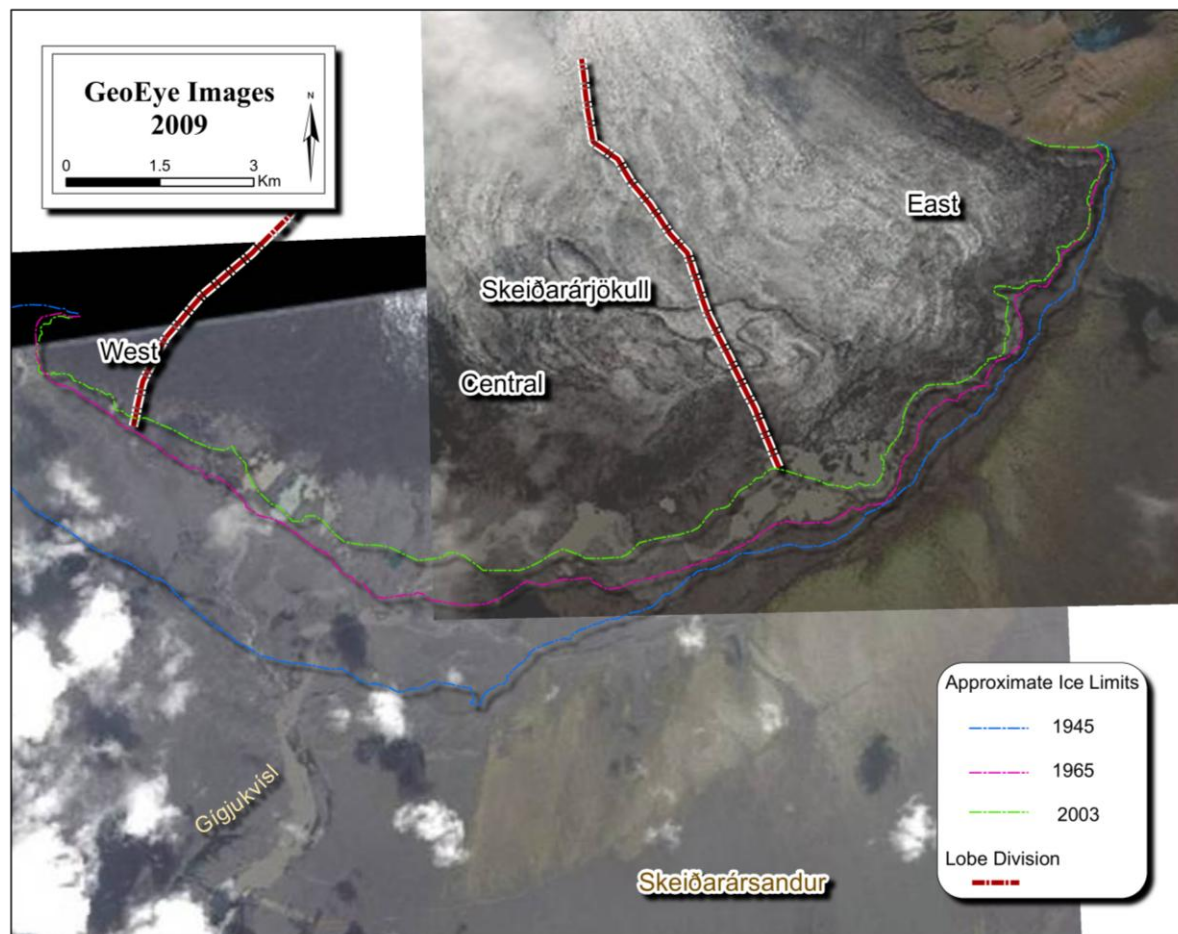 GeoEye Images
2009
N
0 1.5 3
Km
East
Skeiðarárjökull
West
Central
Gígjukvísl
Skeiðarársandur
Approximate Ice Limits
1945
1965
2003
Lobe Division